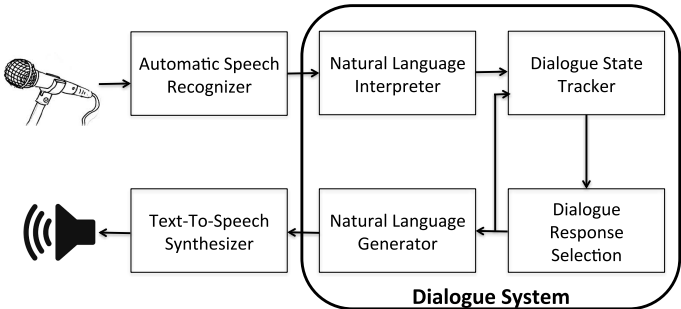 Automatic Speech
Recognizer
Natural Language
Interpreter
Dialogue State
Tracker
Text-To-Speech
Synthesizer
Natural Language
Generator
Dialogue
Response
Selection
Dialogue System